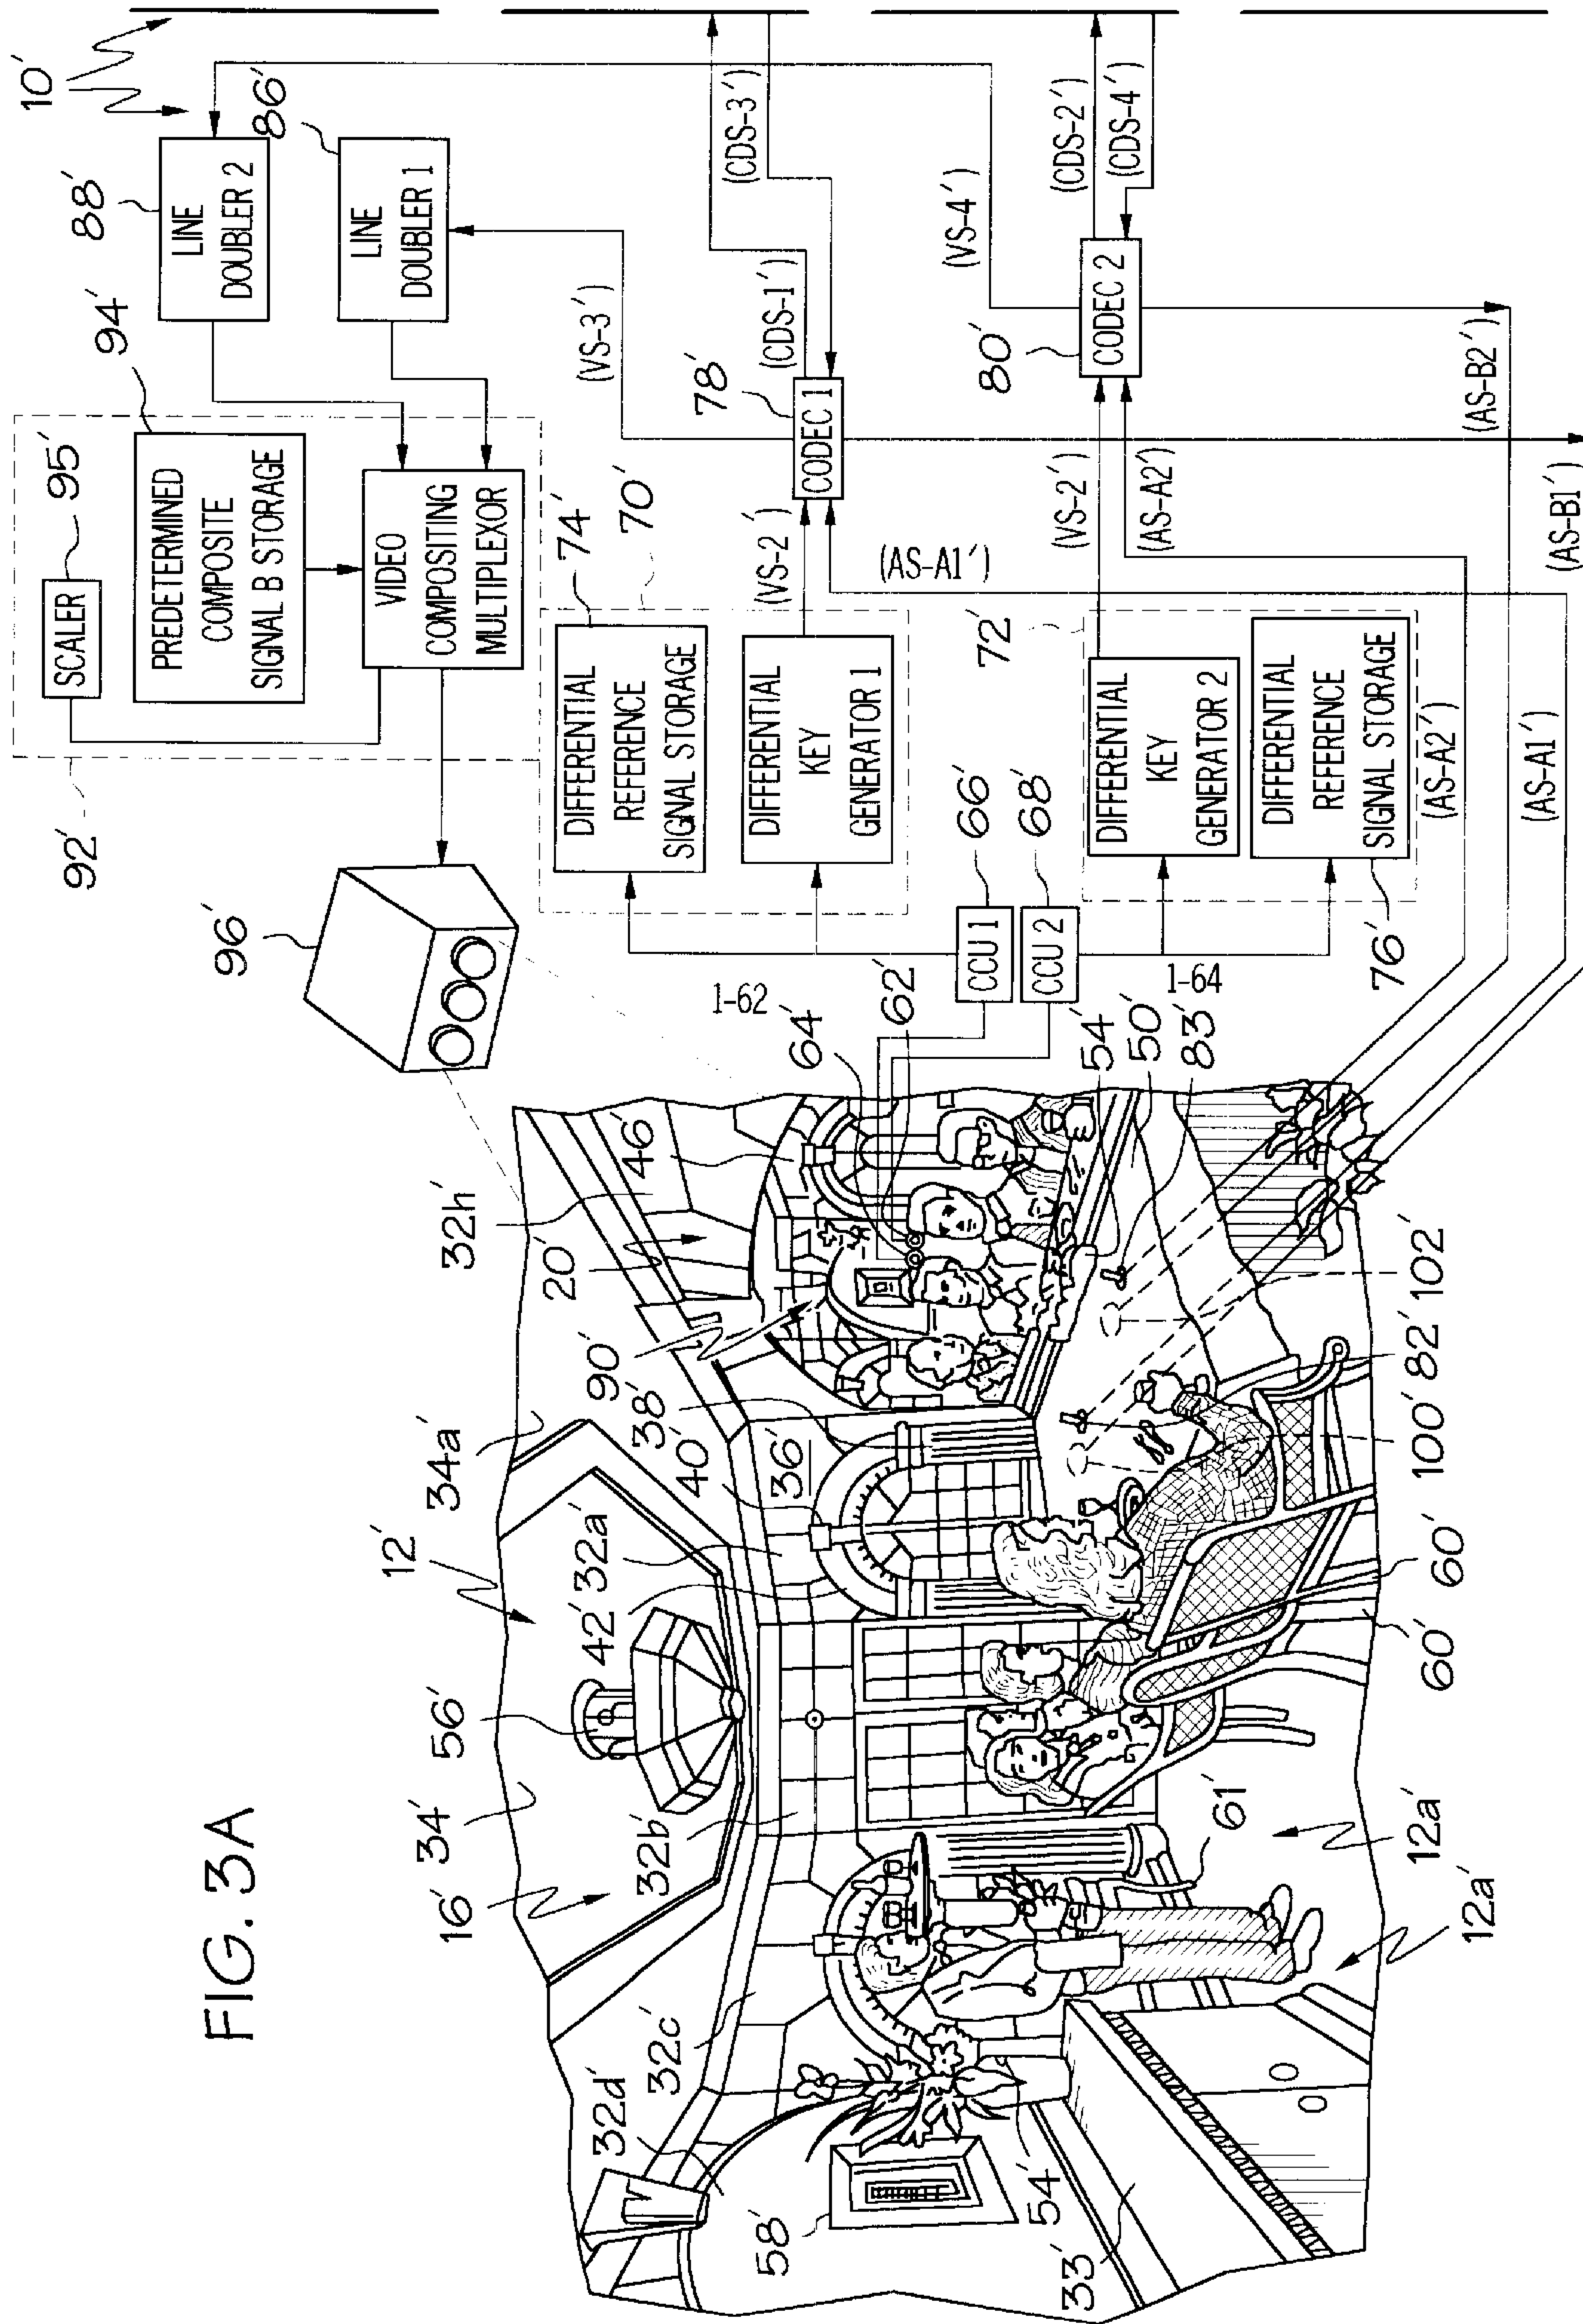 FIG. 3A
10'
88'
LINE
DOUBLER 2
86'
LINE
DOUBLER 1
94'
95'
SCALER
PREDETERMINED
COMPOSITE
SIGNAL B STORAGE
VIDEO
COMPOSITING
MULTIPLEXOR
92'
96'
(VS-3')
(CDS-1')
(CDS-3')
(VS-4')
(CDS-2')
(CDS-4')
78'
CODEC 1
80'
CODEC 2
70'
74'
DIFFERENTIAL
REFERENCE
SIGNAL STORAGE
DIFFERENTIAL
KEY
GENERATOR 1
(VS-2')
(AS-A1')
(VS-2')
(AS-A2')
(AS-B2')
(AS-B1')
72'
DIFFERENTIAL
KEY
GENERATOR 2
DIFFERENTIAL
REFERENCE
SIGNAL STORAGE
76'
(AS-A2')
(AS-A1')
66'
CCU 1
68'
CCU 2
1-62'
1-64'
62'
64'
54'
50'
83'
46'
32h'
20'
90'
38'
40'
36'
34a'
12'
32a'
42'
56'
34'
16'
32b'
32c'
32d'
58'
54'
33'
61'
12a'
12a'
60'
60'
100'
82'
102'